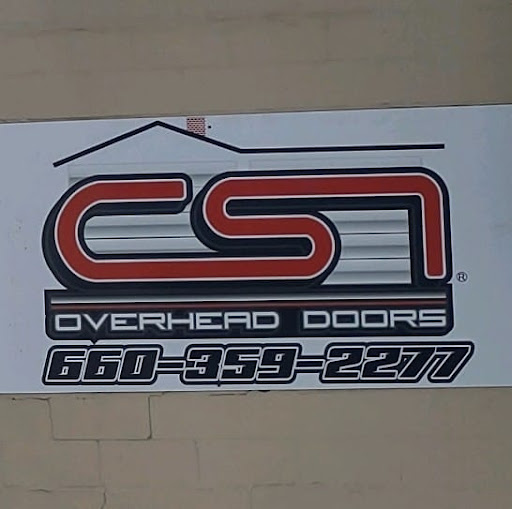 CSI
®
OVERHEAD DOORS
660-359-2277